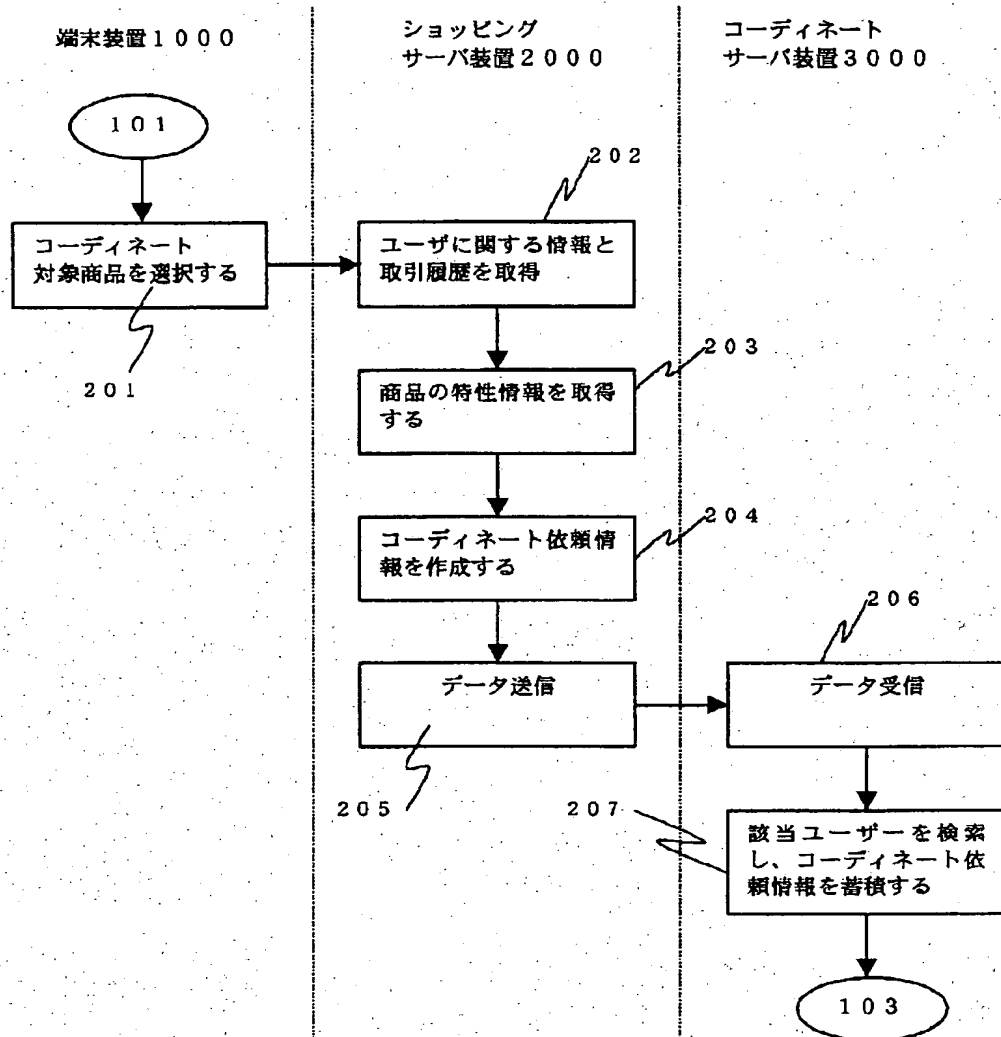 端末装置1000
ショッピング
サーバ装置2000
コーディネート
サーバ装置3000
101
202
コーディネート
対象商品を選択する
ユーザに関する情報と
取引履歴を取得
201
203
商品の特性情報を取得
する
204
コーディネート依頼情
報を作成する
206
データ送信
データ受信
205
207
該当ユーザーを検索
し、コーディネート依
頼情報を蓄積する
103